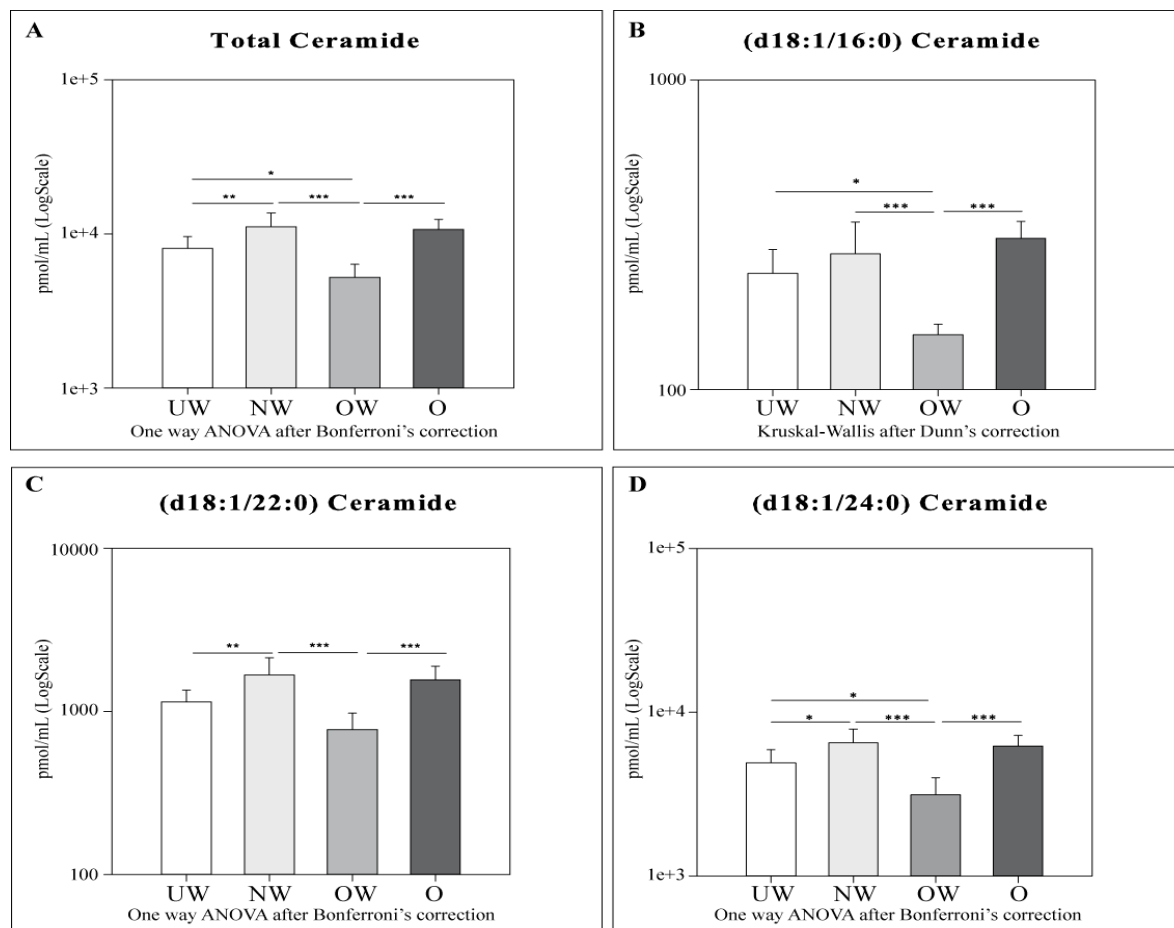 A
Total Ceramide
pmol/mL (LogScale)
1e+5
1e+4
1e+3
*
** *** ***
UW NW OW O
One way ANOVA after Bonferroni's correction
B
(d18:1/16:0) Ceramide
pmol/mL (LogScale)
1000
100
*
*** ***
UW NW OW O
Kruskal-Wallis after Dunn's correction
C
(d18:1/22:0) Ceramide
pmol/mL (LogScale)
10000
1000
100
** *** ***
UW NW OW O
One way ANOVA after Bonferroni's correction
D
(d18:1/24:0) Ceramide
pmol/mL (LogScale)
1e+5
1e+4
1e+3
*
* *** ***
UW NW OW O
One way ANOVA after Bonferroni's correction